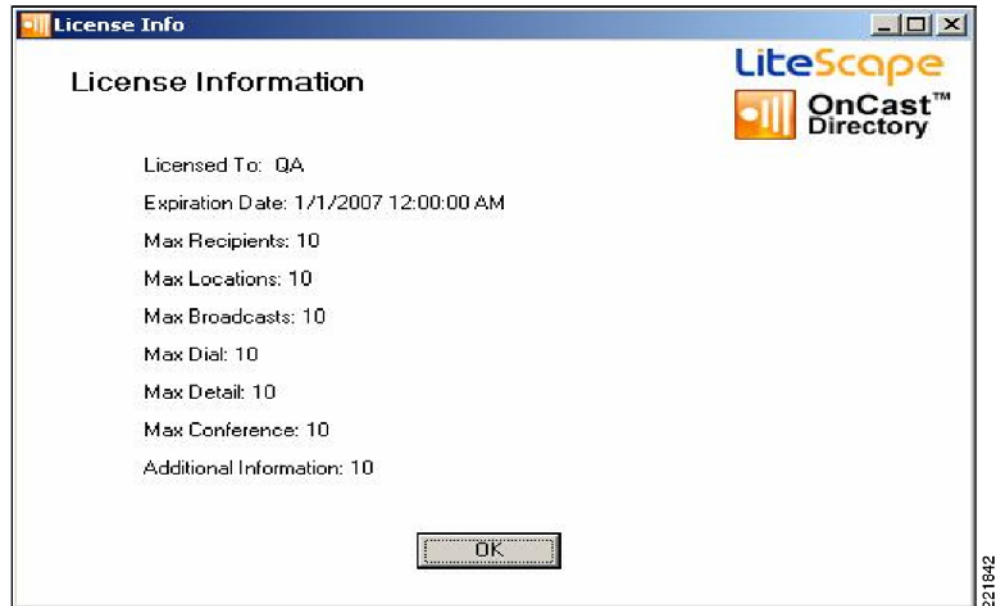 License Info
LiteScape
License Information
OnCast™
Directory
Licensed To: QA
Expiration Date: 1/1/2007 12:00:00 AM
Max Recipients: 10
Max Locations: 10
Max Broadcasts: 10
Max Dial: 10
Max Detail: 10
Max Conference: 10
Additional Information: 10
OK
221842